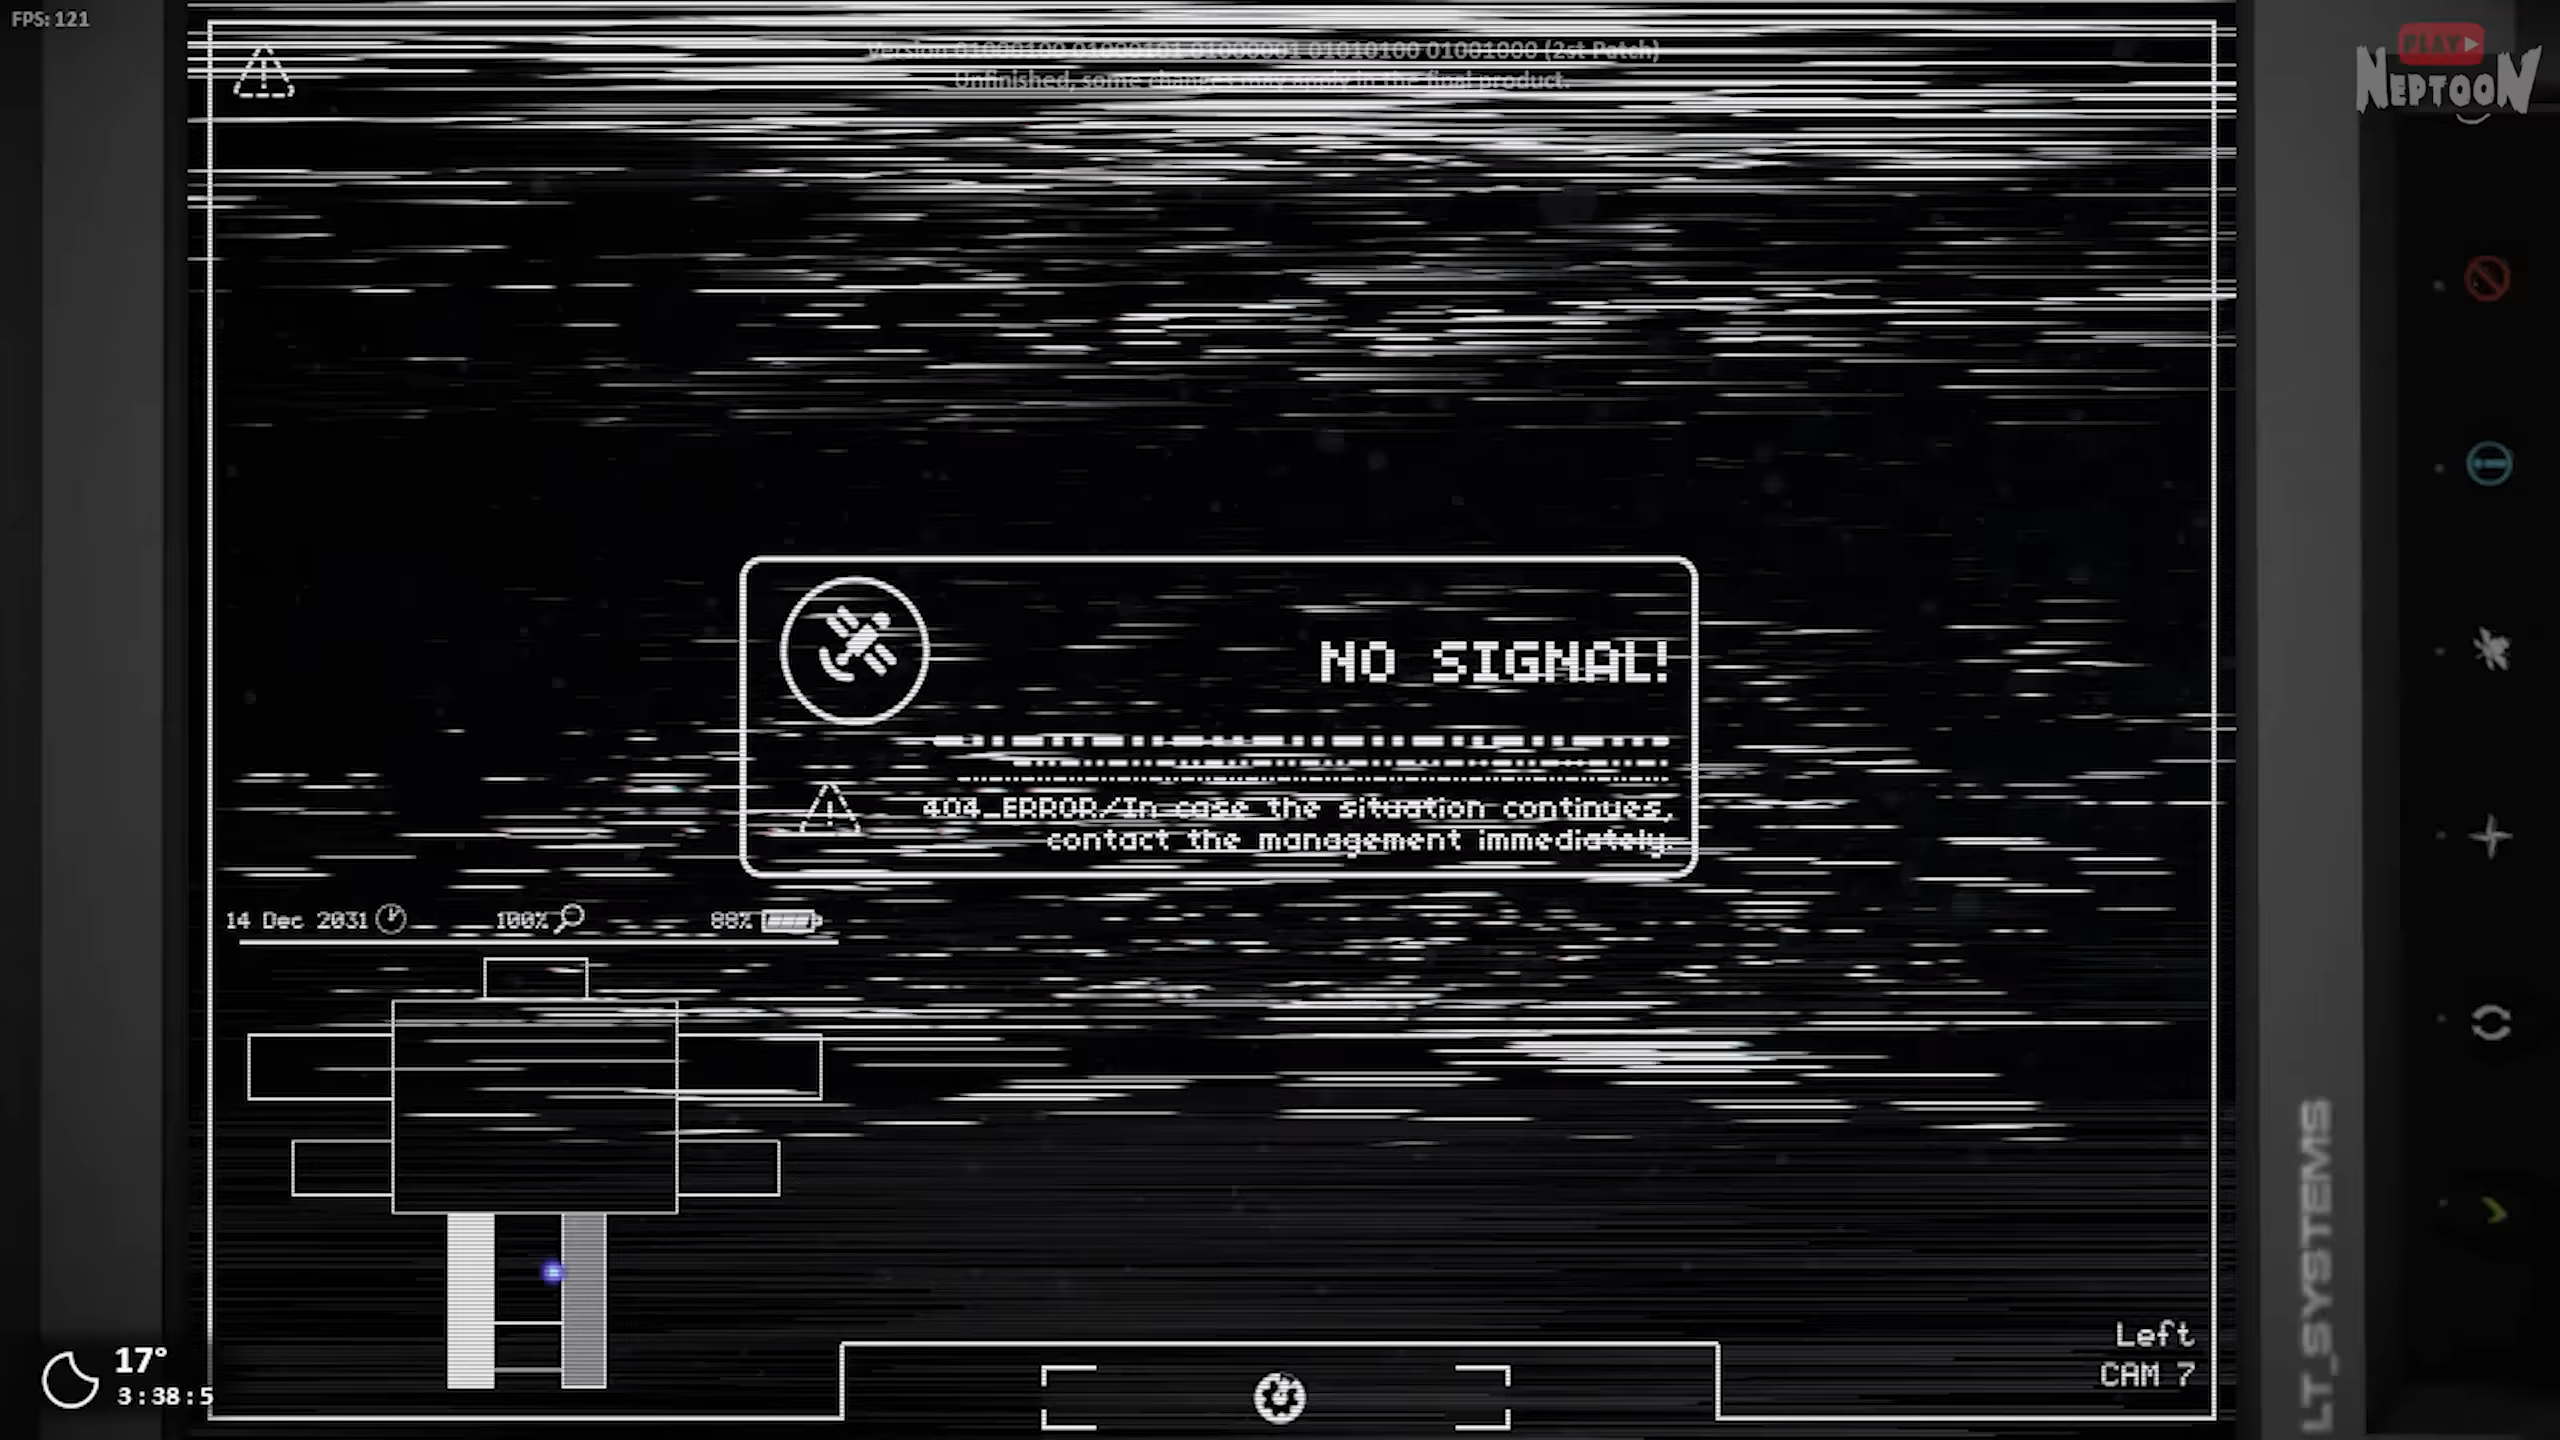 FPS: 121
Version 01000100 01000101 01000001 01010100 01001000 (2st Patch)
Unfinished, some changes may apply in the final product.
PLAY
NEPTOON
NO SIGNAL!
404_ERROR/In case the situation continues,
contact the management immediately.
14 Dec 2031
100%
88%
Left
CAM 7
17°
3:38:5
LT_SYSTEMS